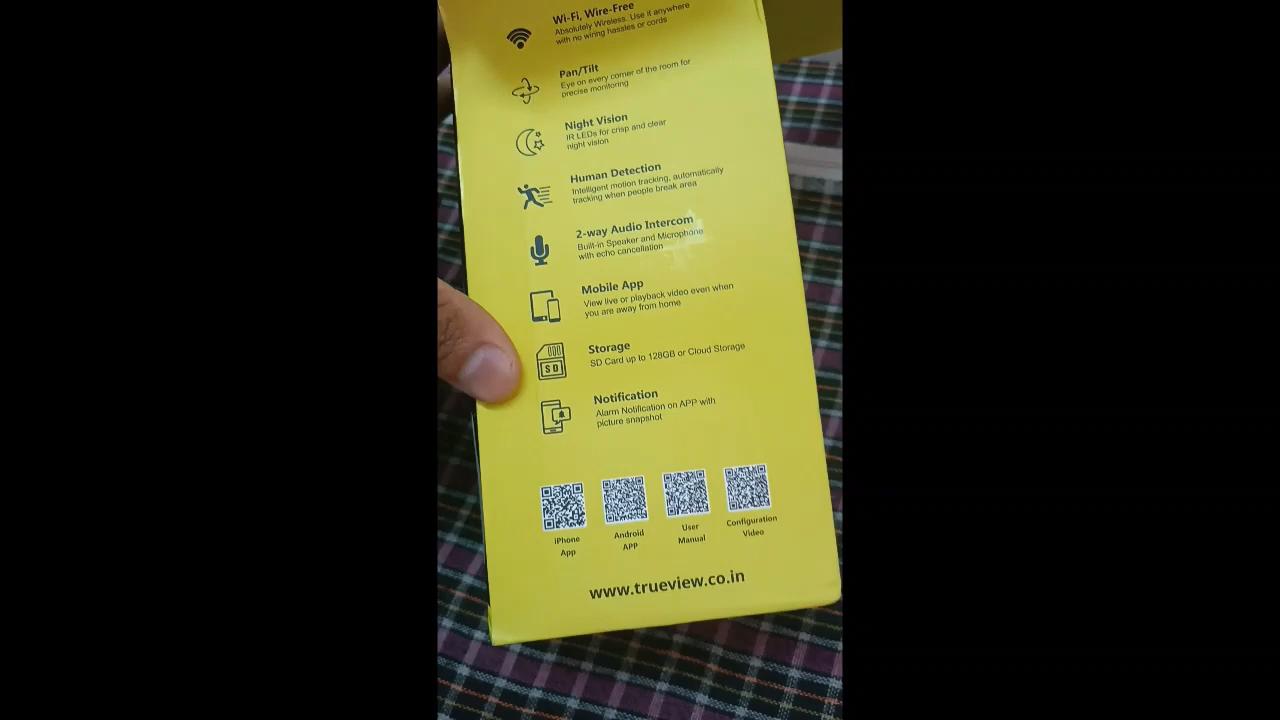 Wi-Fi, Wire-Free
Absolutely Wireless. Use it anywhere
with no wiring hassles or cords
Pan/Tilt
Eye on every corner of the room for
precise monitoring
Night Vision
IR LEDs for crisp and clear
night vision
Human Detection
Intelligent motion tracking, automatically
tracking when people break area
2-way Audio Intercom
Built-in Speaker and Microphone
with echo cancellation
Mobile App
View live or playback video even when
you are away from home
Storage
SD Card up to 128GB or Cloud Storage
SD
Notification
Alarm Notification on APP with
picture snapshot
iPhone
App
Android
APP
User
Manual
Configuration
Video
www.trueview.co.in